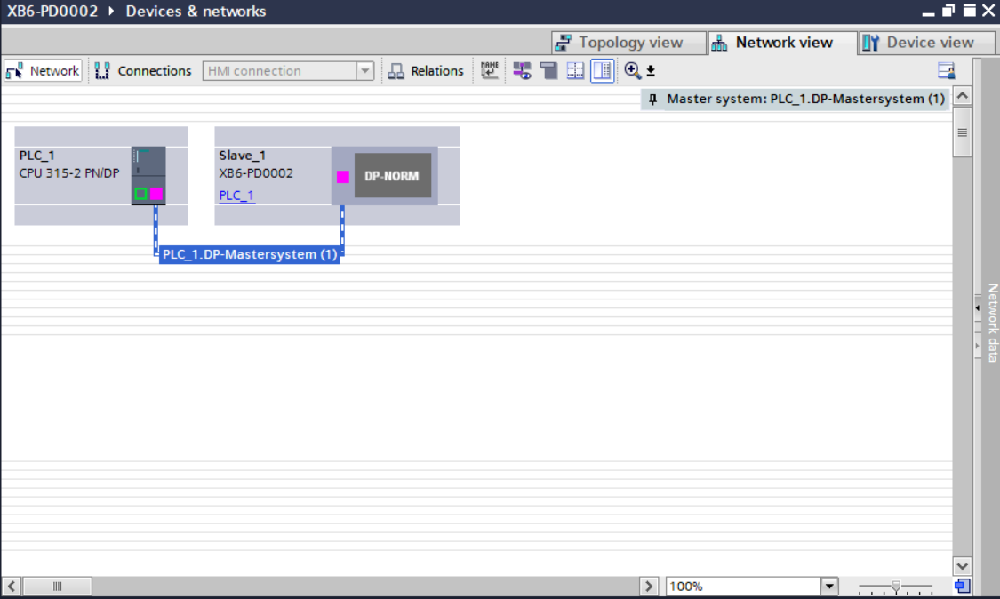 XB6-PD0002 ▸ Devices & networks
Topology view Network view Device view
Network Connections HMI connection Relations
Master system: PLC_1.DP-Mastersystem (1)
PLC_1
CPU 315-2 PN/DP
Slave_1
XB6-PD0002
PLC_1
DP-NORM
PLC_1.DP-Mastersystem (1)
Network data
100%